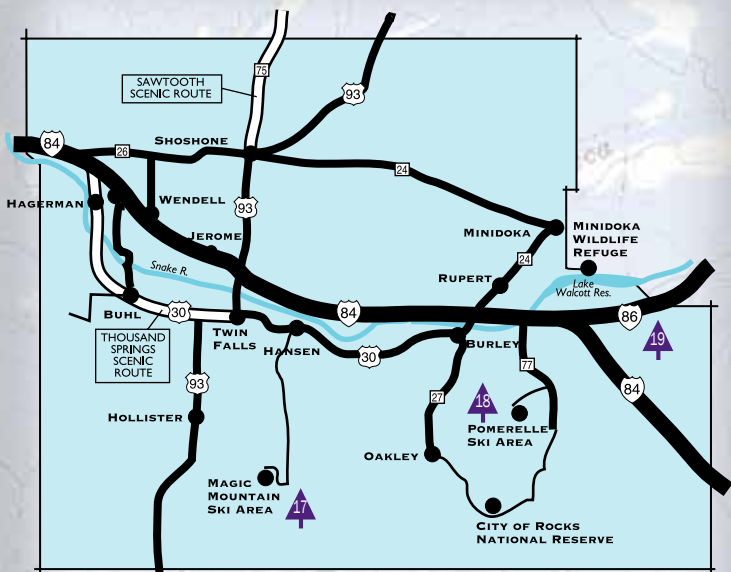 75
SAWTOOTH
SCENIC ROUTE
93
84
26
SHOSHONE
24
HAGERMAN
WENDELL
93
JEROME
MINIDOKA
MINIDOKA
WILDLIFE
REFUGE
24
Snake R.
RUPERT
Lake
Walcott Res.
BUHL
30
84
86
TWIN
FALLS
HANSEN
BURLEY
19
THOUSAND
SPRINGS
SCENIC
ROUTE
30
77
93
84
27
18
HOLLISTER
POMERELLE
SKI AREA
OAKLEY
MAGIC
MOUNTAIN
SKI AREA
17
CITY OF ROCKS
NATIONAL RESERVE